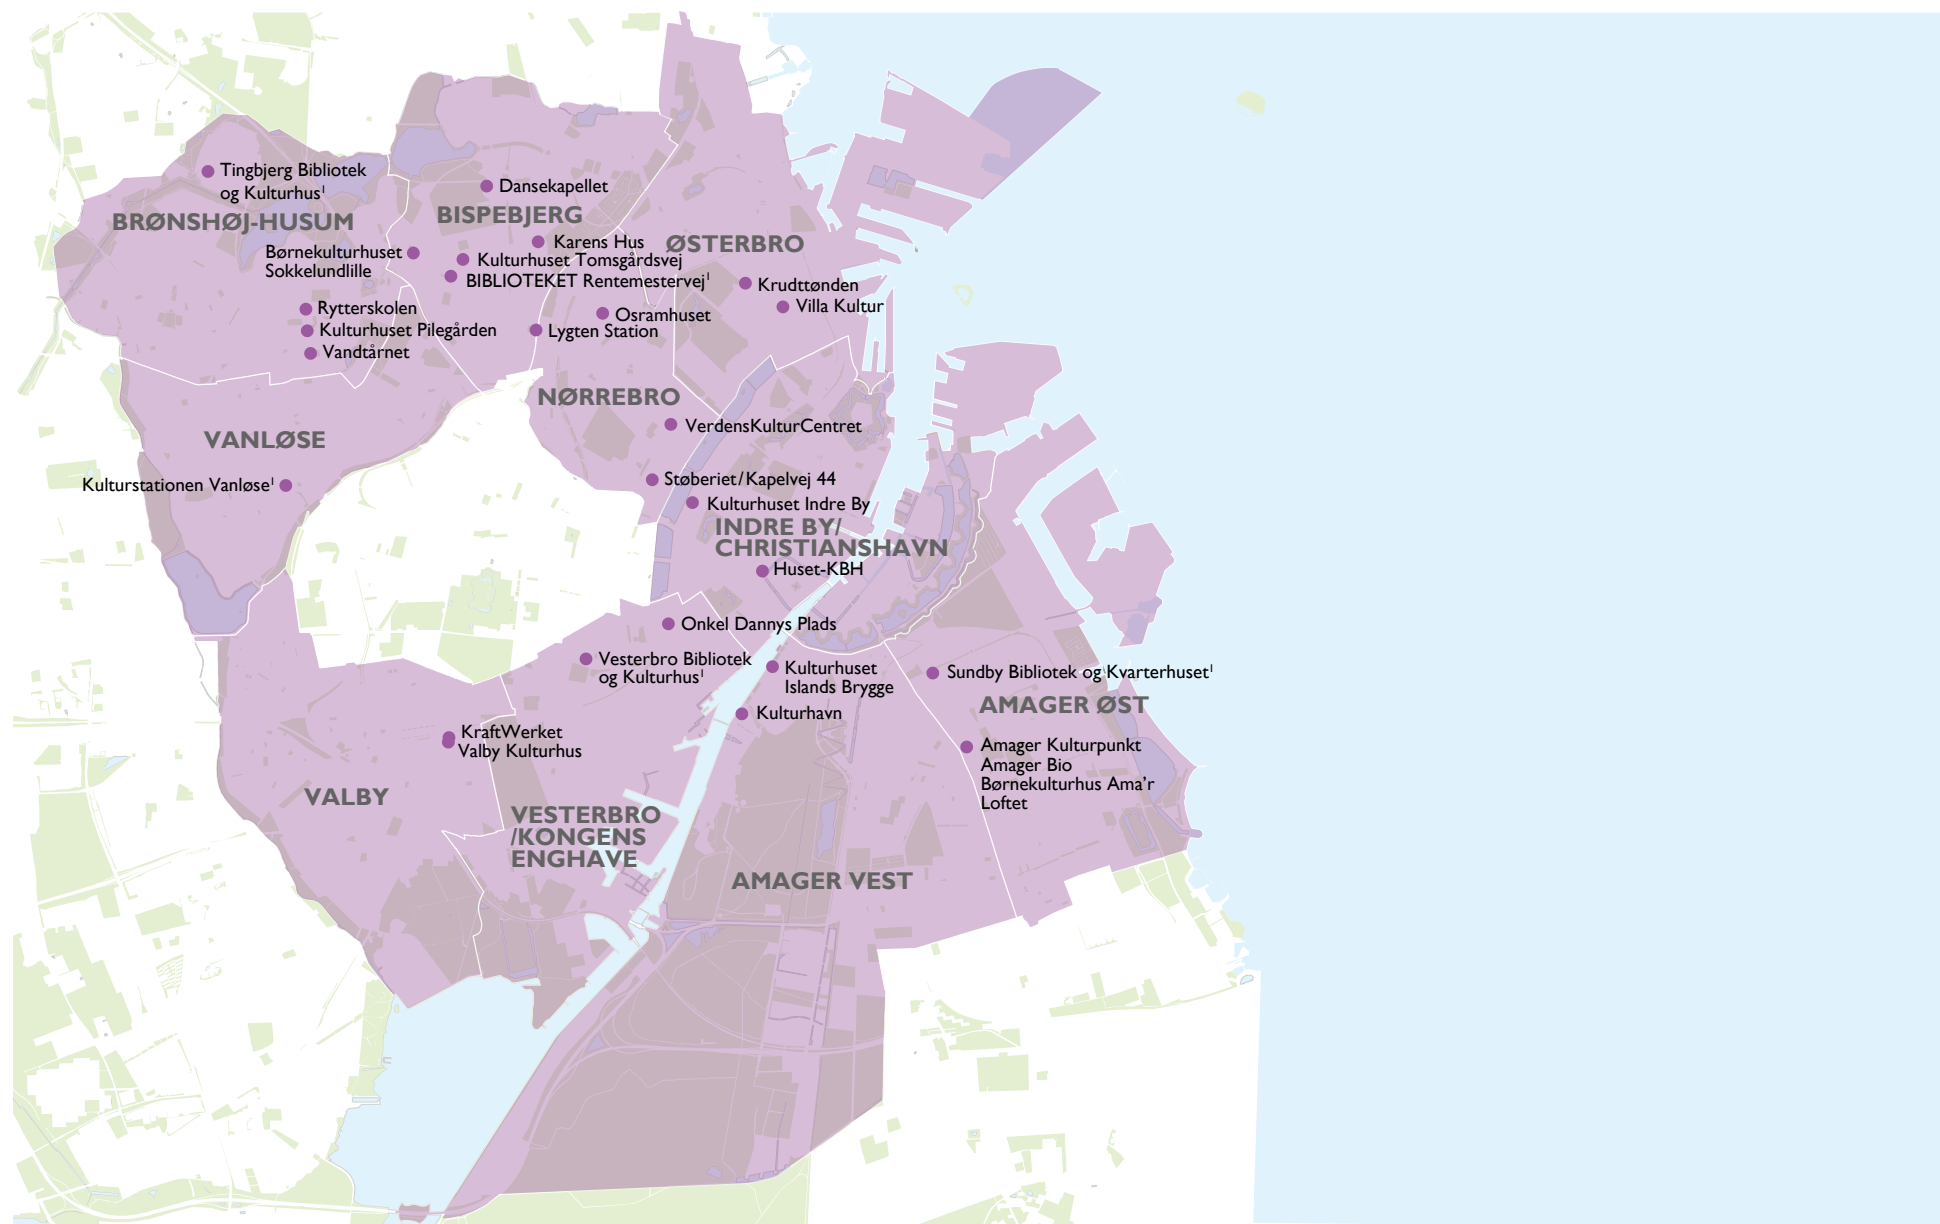 Tingbjerg Bibliotek
og Kulturhus¹
BRØNSHØJ-HUSUM
Dansekapellet
BISPEBJERG
Karens Hus
ØSTERBRO
Børnekulturhuset
Sokkelundlille
Kulturhuset Tomsgårdsvej
BIBLIOTEKET Rentemestervej¹
Krudttønden
Villa Kultur
Rytterskolen
Kulturhuset Pilegården
Vandtårnet
Osramhuset
Lygten Station
NØRREBRO
VerdensKulturCentret
VANLØSE
Kulturstationen Vanløse¹
Støberiet/Kapelvej 44
Kulturhuset Indre By
INDRE BY/
CHRISTIANSHAVN
Huset-KBH
Onkel Dannys Plads
Vesterbro Bibliotek
og Kulturhus¹
Kulturhuset
Islands Brygge
Kulturhavn
Sundby Bibliotek og Kvarterhuset¹
AMAGER ØST
KraftWerket
Valby Kulturhus
Amager Kulturpunkt
Amager Bio
Børnekulturhus Ama’r
Loftet
VALBY
VESTERBRO
/KONGENS
ENGHAVE
AMAGER VEST